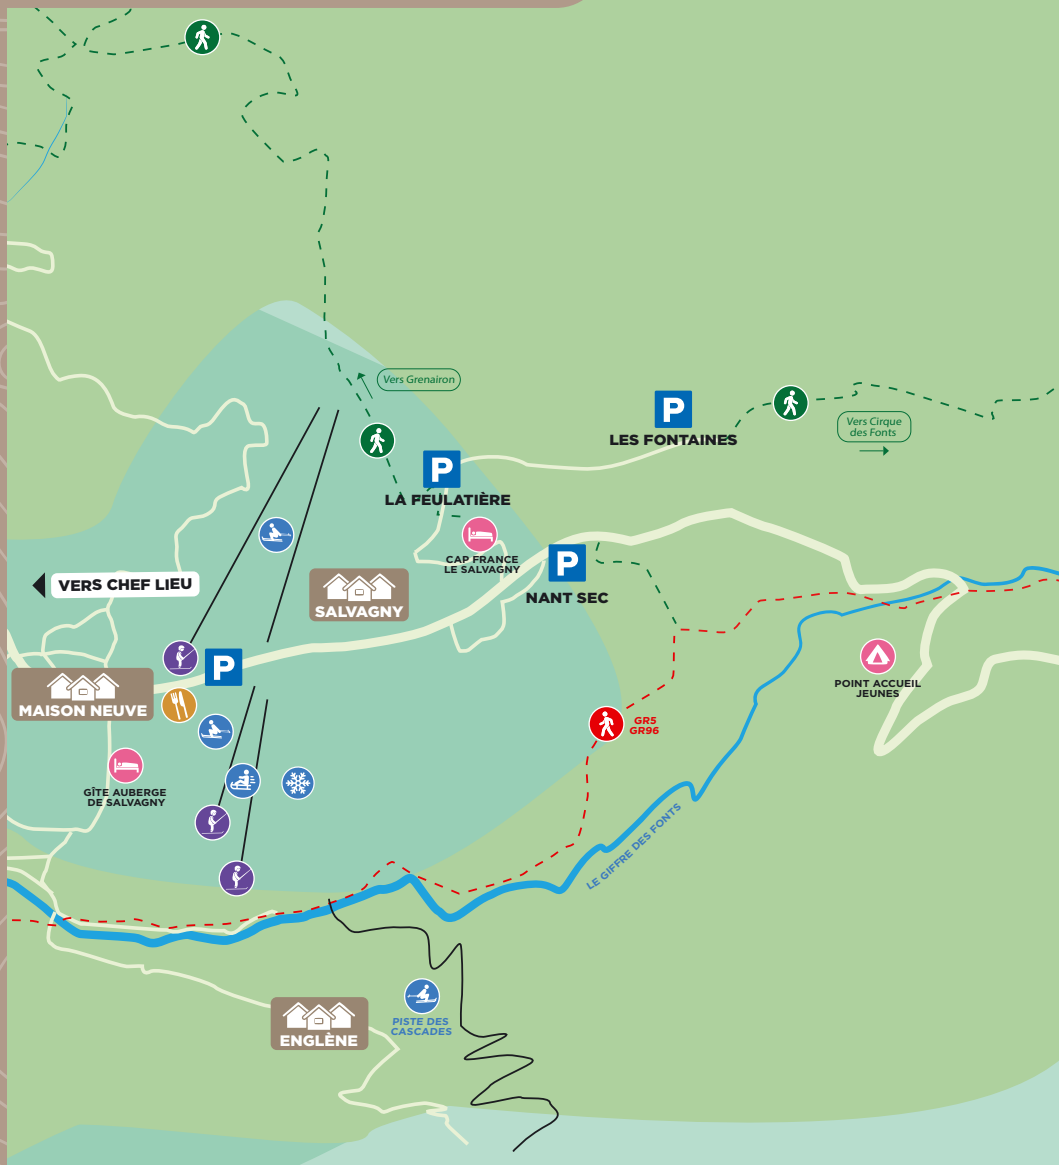 Vers Grenairon
P
LES FONTAINES
Vers Cirque
des Fonts
P
LÀ FEULATIÈRE
CAP FRANCE
LE SALVAGNY
P
NANT SEC
VERS CHEF LIEU
SALVAGNY
P
MAISON NEUVE
POINT ACCUEIL
JEUNES
GR5
GR96
GÎTE AUBERGE
DE SALVAGNY
LE GIFFRE DES FONTS
PISTE DES
CASCADES
ENGLÈNE